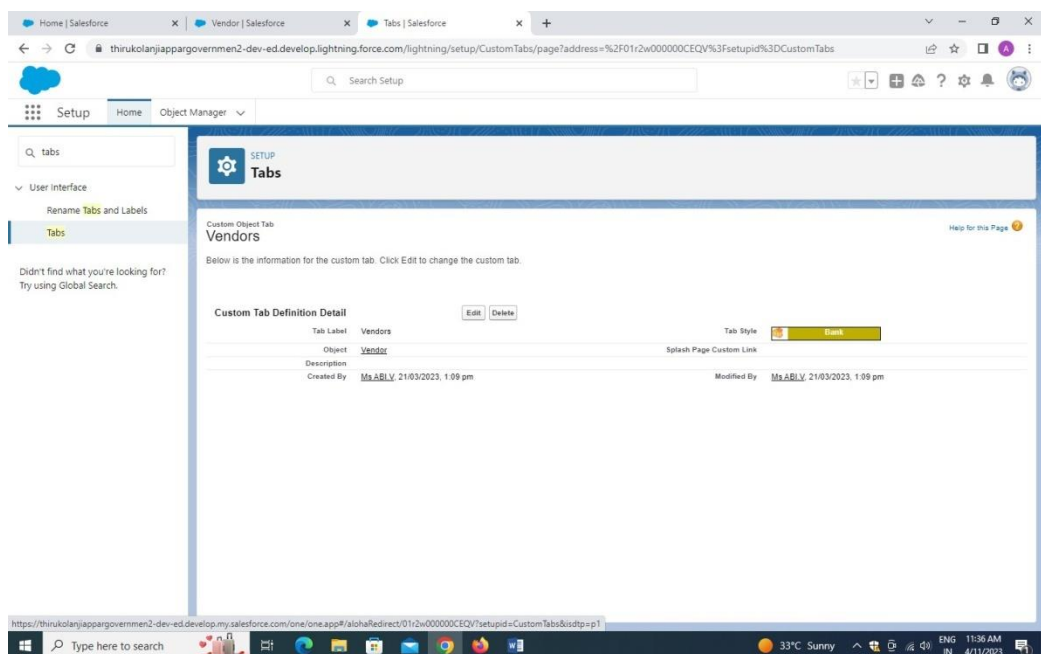 Home | Salesforce
Vendor | Salesforce
Tabs | Salesforce
thirukolanjiappargovernmen2-dev-ed.develop.lightning.force.com/lightning/setup/CustomTabs/page?address=%2F01r2w000000CEQV%3Fsetupid%3DCustomTabs
A
Search Setup
Setup
Home
Object Manager
tabs
User Interface
Rename Tabs and Labels
Tabs
Didn't find what you're looking for?
Try using Global Search.
SETUP
Tabs
Custom Object Tab
Vendors
Help for this Page
Below is the information for the custom tab. Click Edit to change the custom tab.
Custom Tab Definition Detail Edit Delete
Tab Label Vendors Tab Style Bank
Object Vendor Splash Page Custom Link
Description
Created By Ms ABI.V, 21/03/2023, 1:09 pm Modified By Ms ABI.V, 21/03/2023, 1:09 pm
https://thirukolanjiappargovernmen2-dev-ed.develop.my.salesforce.com/one/one.app#/alohaRedirect/01r2w000000CEQV?setupid=CustomTabs&isdtp=p1
Type here to search
33°C Sunny
ENG 11:36 AM
IN 4/11/2023